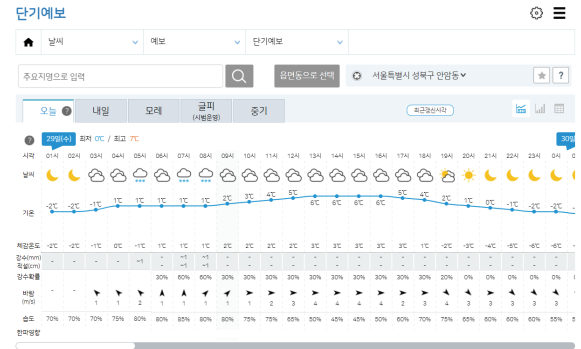 단기예보
날씨 예보 단기예보
주요지명으로 입력 읍면동으로 선택 서울특별시 성북구 안암동 ?
오늘 ? 내일 모레 글피 중기 최근갱신시각
(시범운영)
? 29일(수) 최저 0℃ / 최고 7℃ 30일
시각 01시 02시 03시 04시 05시 06시 07시 08시 09시 10시 11시 12시 13시 14시 15시 16시 17시 18시 19시 20시 21시 22시 23시 0시
날씨
기온 -2℃ -2℃ -1℃ 1℃ 1℃ 1℃ 1℃ 1℃ 2℃ 3℃ 4℃ 5℃ 6℃ 6℃ 6℃ 6℃ 5℃ 4℃ 2℃ 1℃ 0℃ -1℃ -2℃ -2℃
체감온도 -2℃ -2℃ -1℃ 0℃ -1℃ 1℃ 1℃ 1℃ 2℃ 2℃ 2℃ 2℃ 3℃ 3℃ 3℃ 3℃ 3℃ 1℃ -2℃ -3℃ -4℃ -5℃ -6℃ -6℃
강수(mm) - - - - ~1 - ~1 ~1 - - - - - - - - - - - - - - - -
적설(cm) - ~1 ~1 - - - - - - - - - - - - - - - -
강수확률 30% 60% 60% 30% 30% 30% 30% 30% 30% 30% 30% 30% 30% 20% 0% 0% 0% 0% 0%
바람 - -
(m/s) 1 1 2 1 1 1 1 1 2 3 4 4 4 4 2 3 4 3 3 3 3 3
습도 70% 70% 70% 75% 80% 80% 85% 80% 80% 75% 75% 65% 50% 45% 45% 50% 60% 70% 75% 65% 60% 60% 60% 55%
한파영향